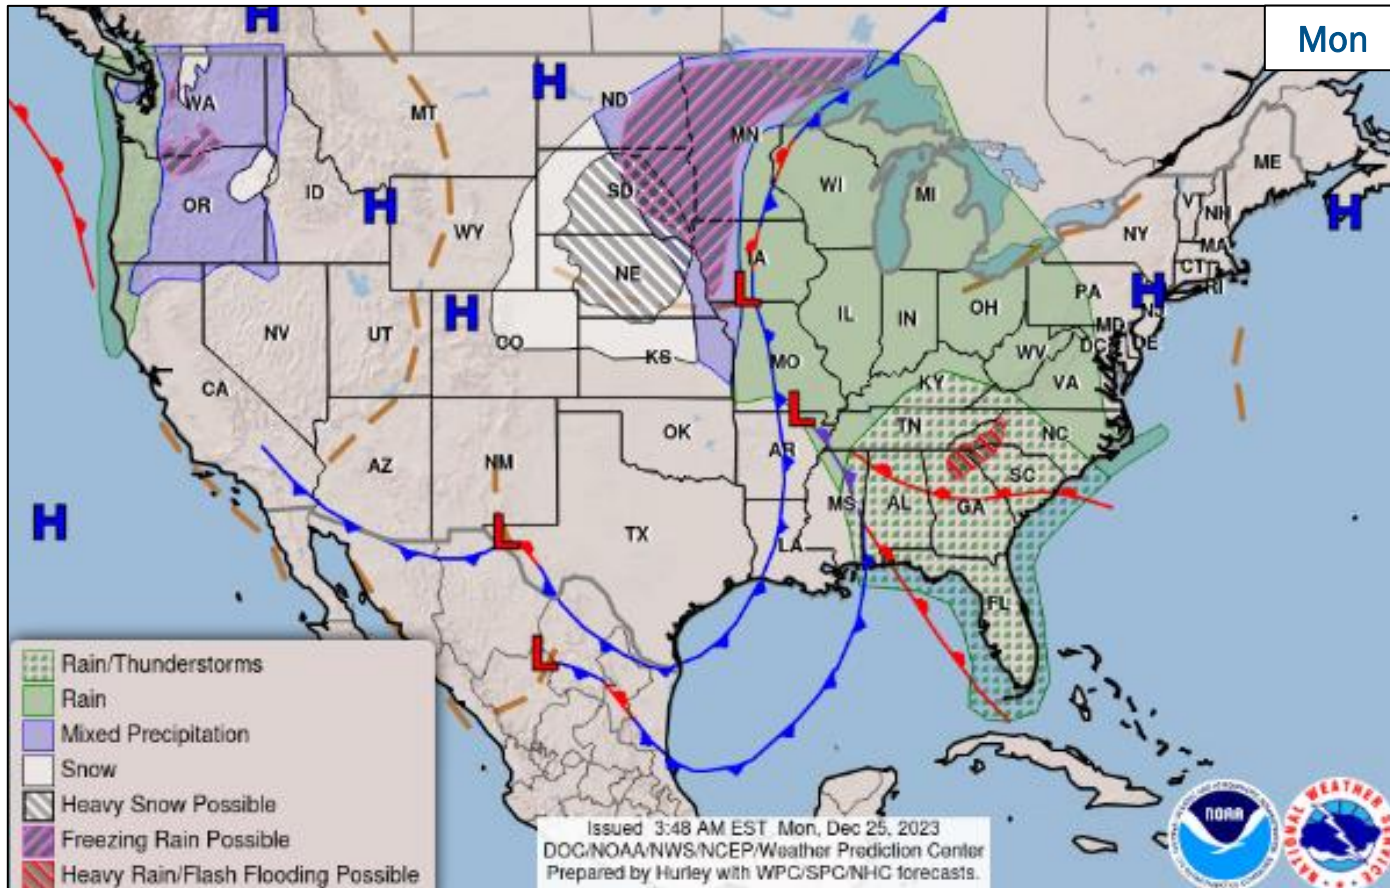 Mon
H
H
WA
MT
ND
MN
ME
OR
ID
H
WY
SD
WI
MI
VT
NH
H
NY
MA
CT
RI
NE
IA
L
H
H
PA
NJ
NV
UT
CO
KS
MO
IL
IN
OH
WV
MD
DC
DE
VA
CA
KY
L
AZ
NM
OK
AR
TN
NC
SC
H
L
TX
LA
MS
AL
GA
FL
L
Rain/Thunderstorms
Rain
Mixed Precipitation
Snow
Heavy Snow Possible
Freezing Rain Possible
Heavy Rain/Flash Flooding Possible
Issued 3:48 AM EST Mon, Dec 25, 2023
DOC/NOAA/NWS/NCEP/Weather Prediction Center
Prepared by Hurley with WPC/SPC/NHC forecasts.
NOAA
NATIONAL WEATHER SERVICE